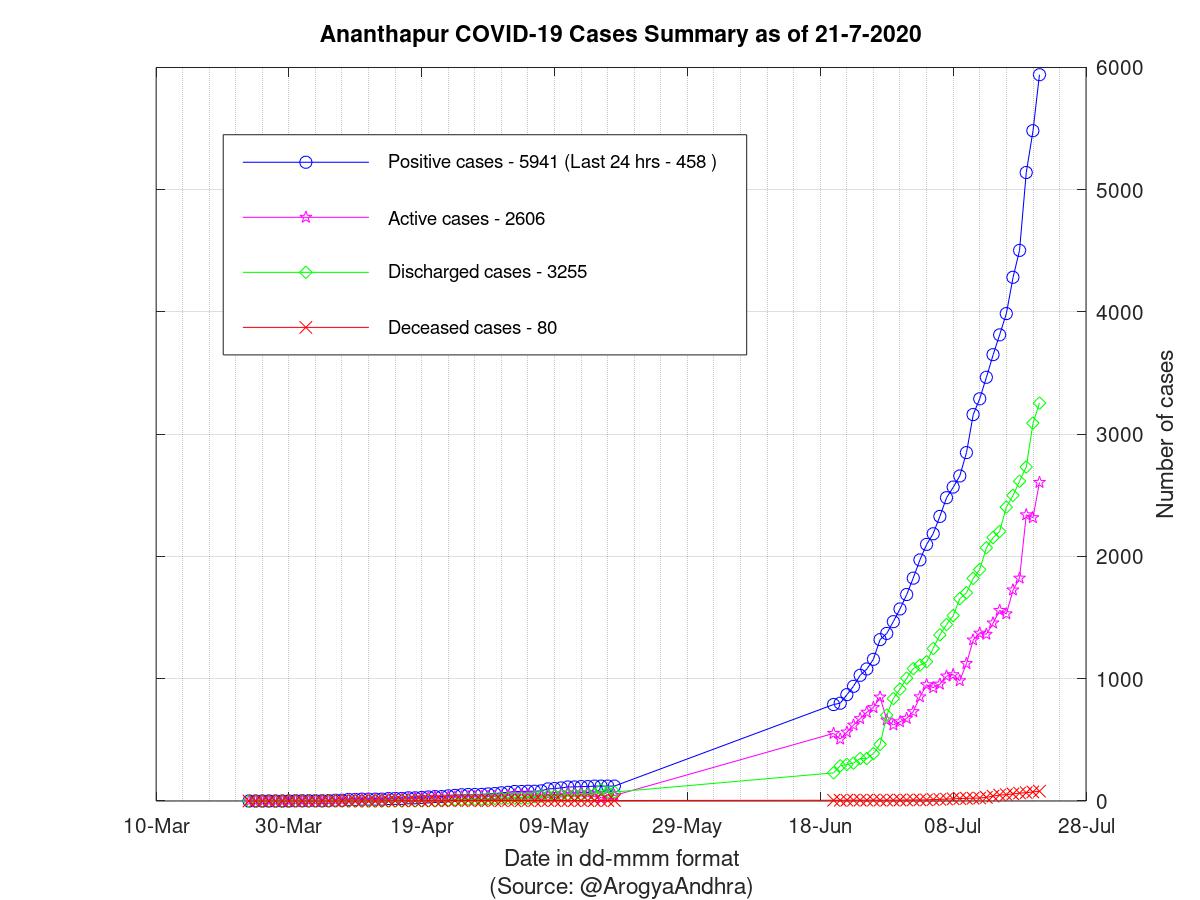 Ananthapur COVID-19 Cases Summary as of 21-7-2020
Positive cases - 5941 (Last 24 hrs - 458 )
Active cases - 2606
Discharged cases - 3255
Deceased cases - 80
6000
5000
4000
3000
2000
1000
0
Number of cases
10-Mar 30-Mar 19-Apr 09-May 29-May 18-Jun 08-Jul 28-Jul
Date in dd-mmm format
(Source: @ArogyaAndhra)